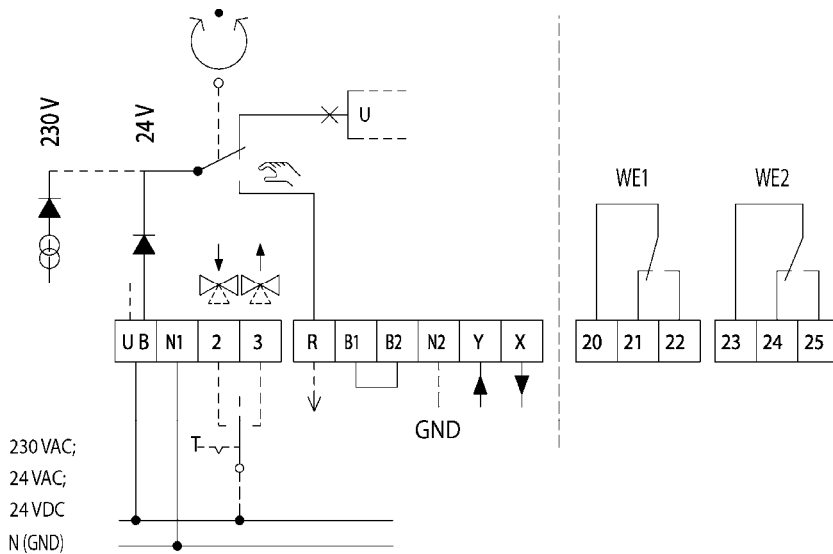 230 V
24 V
U
WE1
WE2
U B N1 2 3
R B1 B2 N2 Y X
20 21 22
23 24 25
GND
T
230 VAC;
24 VAC;
24 VDC
N (GND)